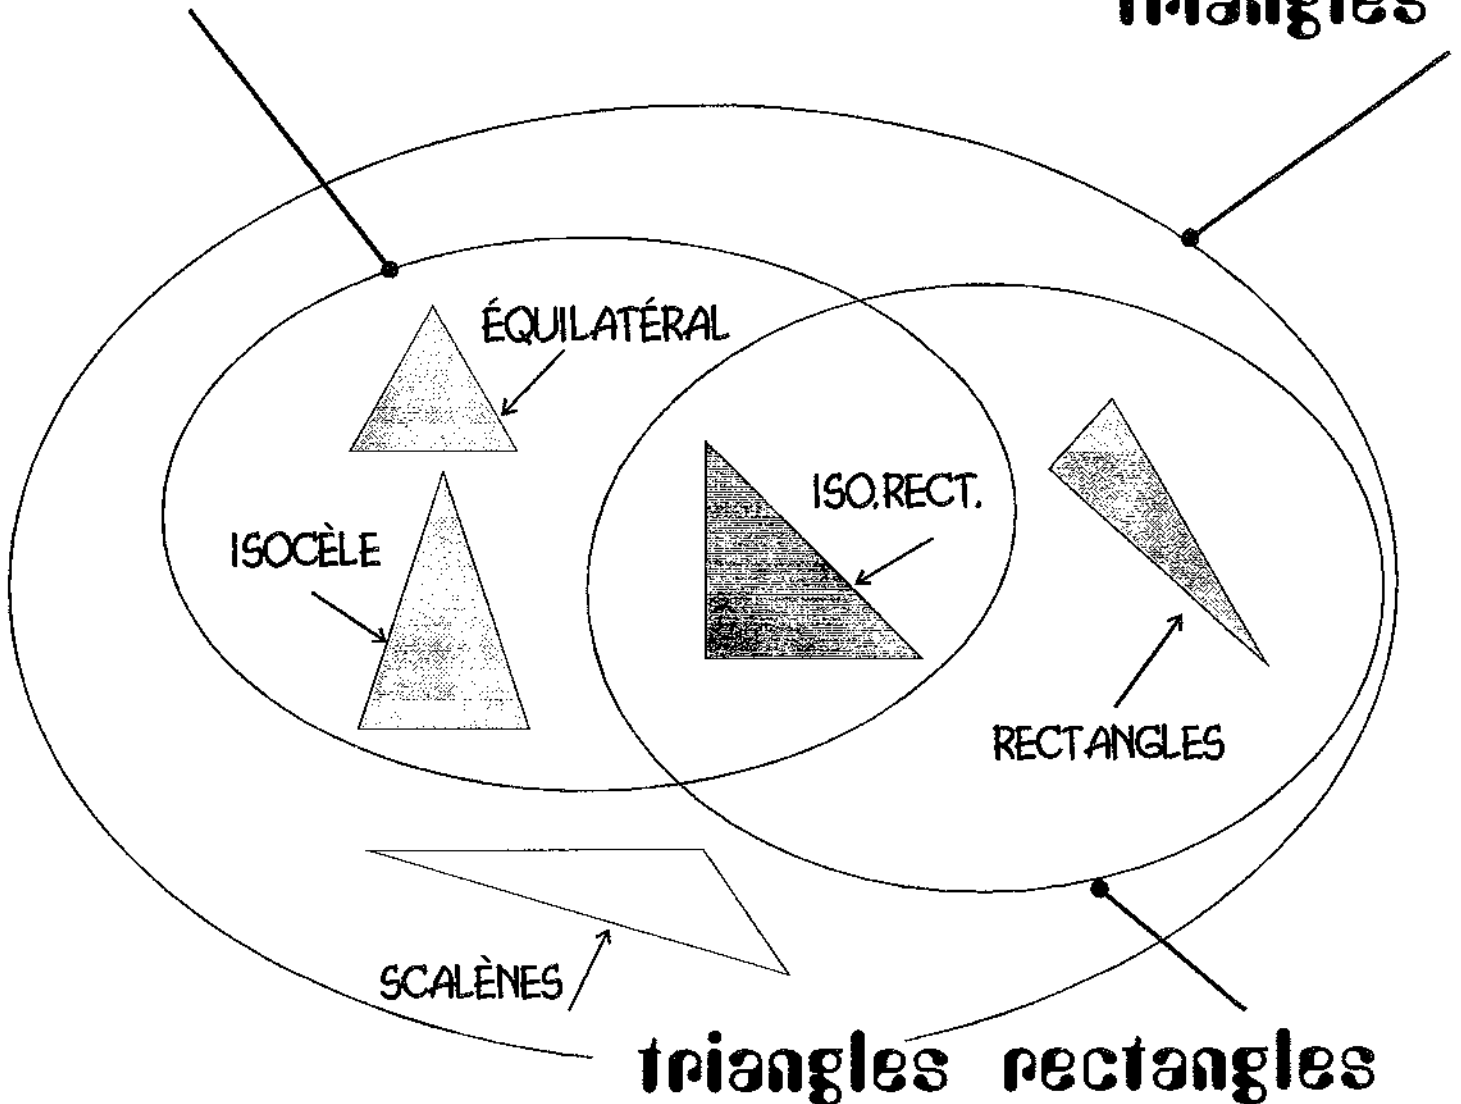 triangles
ÉQUILATÉRAL
ISO.RECT.
ISOCÈLE
RECTANGLES
SCALÈNES
triangles rectangles